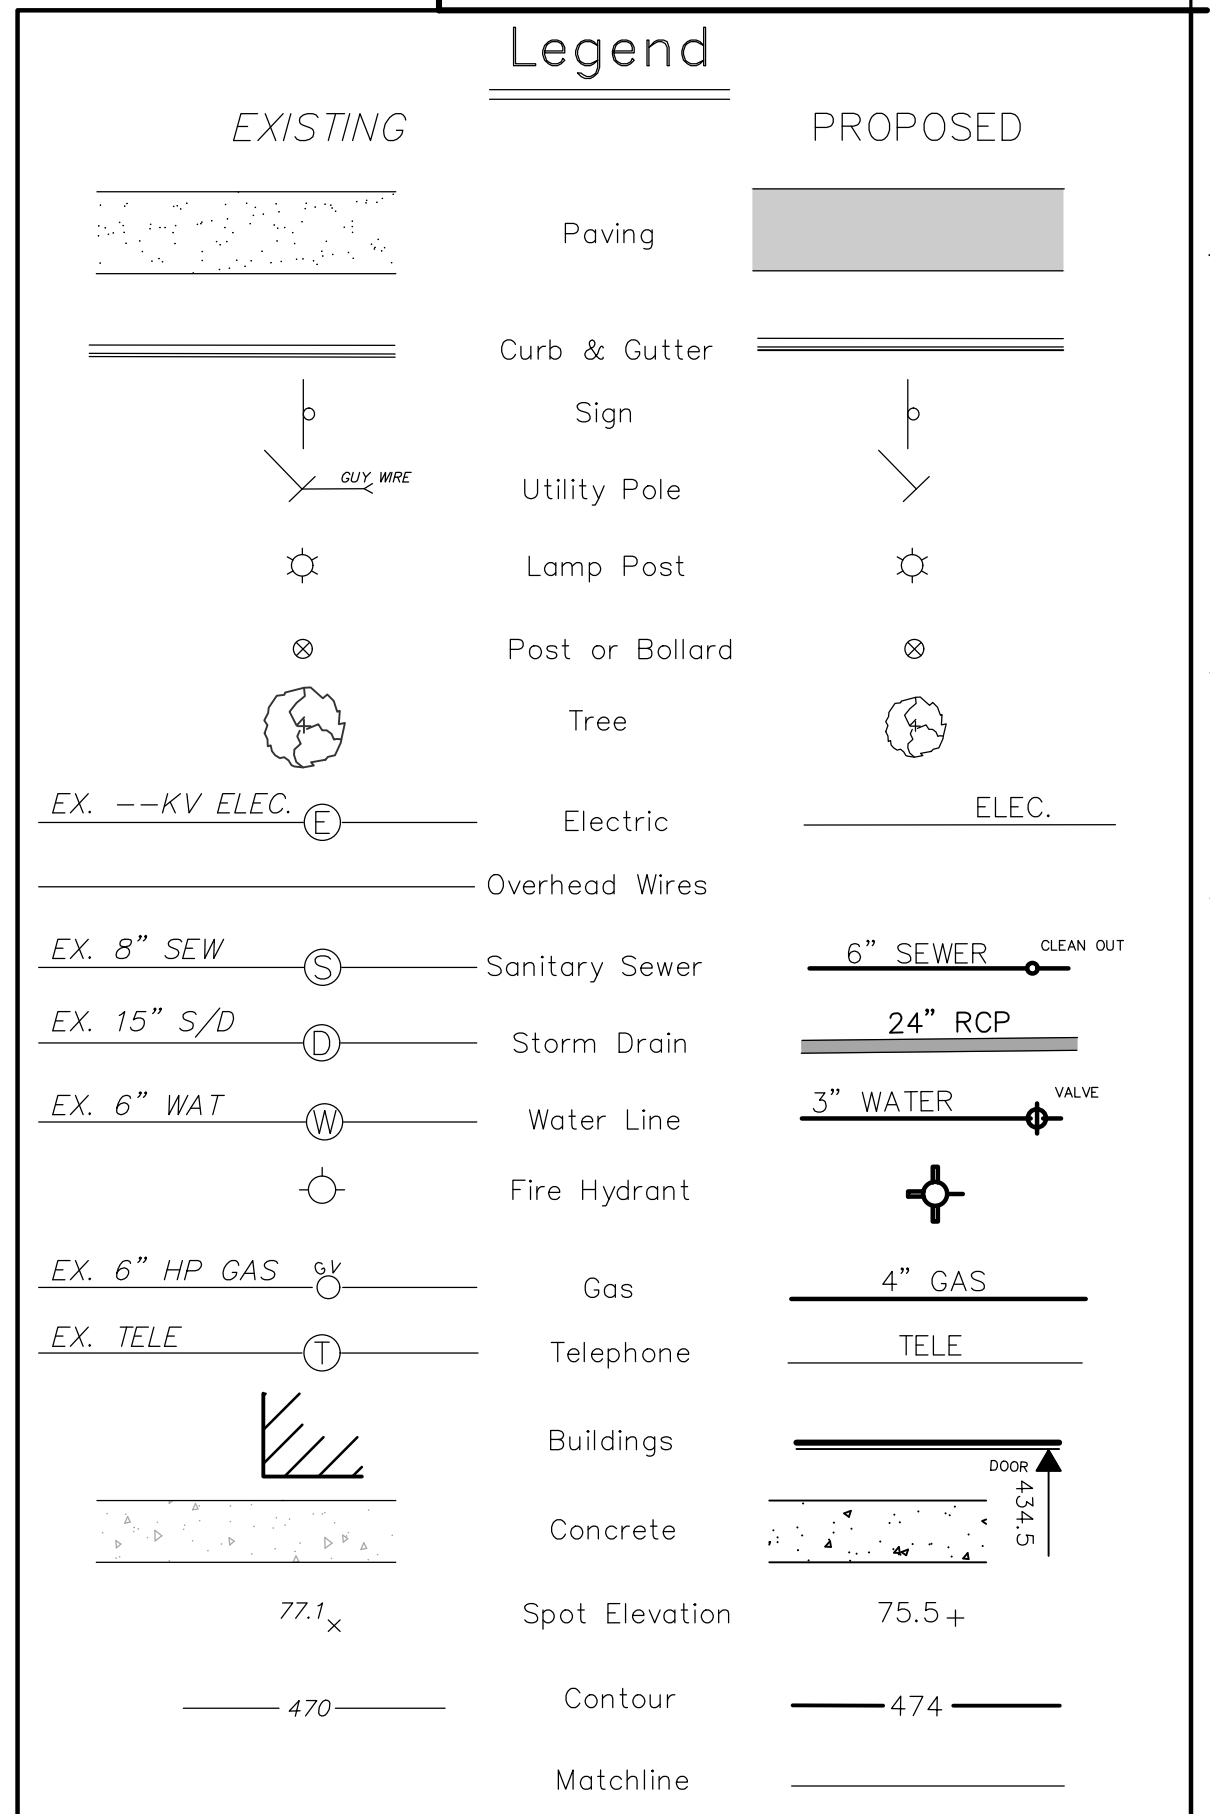 Legend
EXISTING PROPOSED
Paving
Curb & Gutter
Sign
GUY WIRE
Utility Pole
Lamp Post
Post or Bollard
Tree
EX. --KV ELEC. E Electric ELEC.
Overhead Wires
EX. 8" SEW S Sanitary Sewer 6" SEWER CLEAN OUT
EX. 15" S/D D Storm Drain 24" RCP
EX. 6" WAT W Water Line 3" WATER VALVE
Fire Hydrant
EX. 6" HP GAS GV Gas 4" GAS
EX. TELE T Telephone TELE
Buildings
DOOR
434.5
Concrete
77.1 Spot Elevation 75.5
470 Contour 474
Matchline